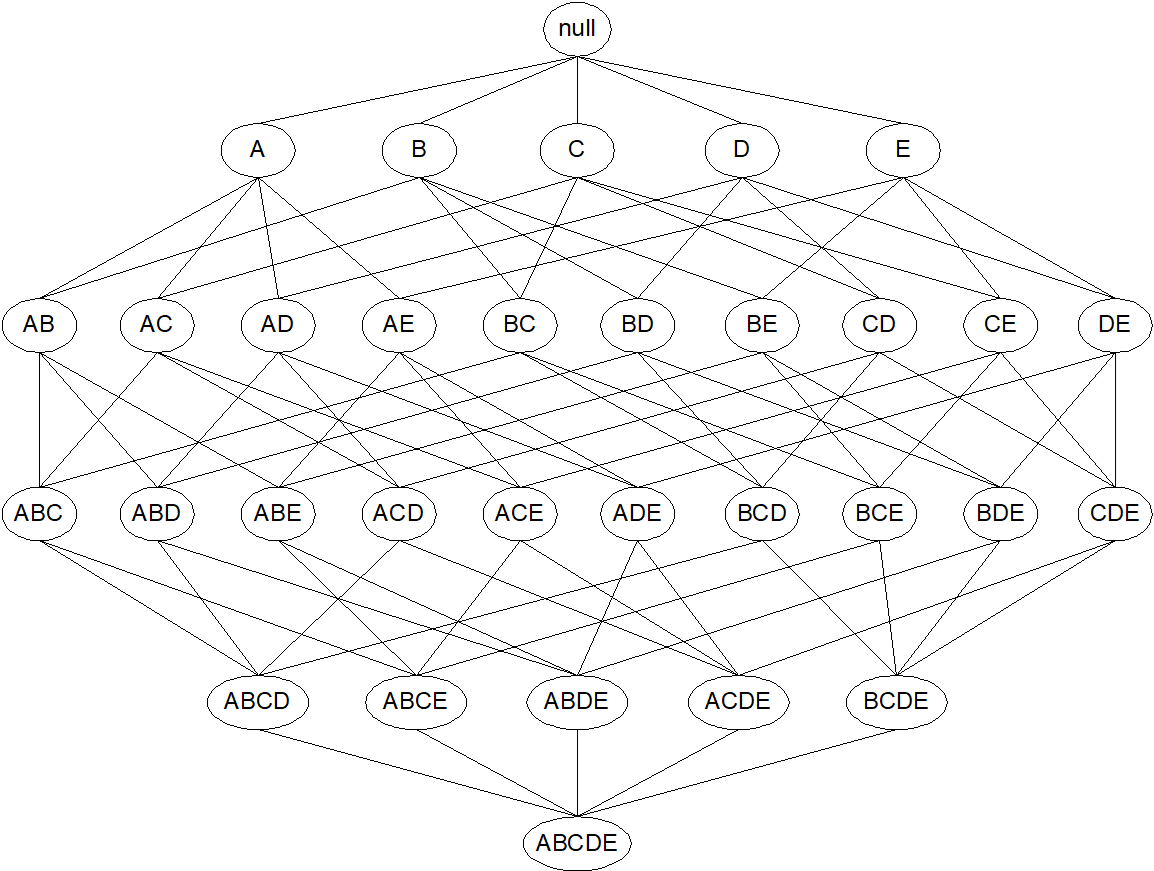 null
A B C D E
AB AC AD AE BC BD BE CD CE DE
ABC ABD ABE ACD ACE ADE BCD BCE BDE CDE
ABCD ABCE ABDE ACDE BCDE
ABCDE